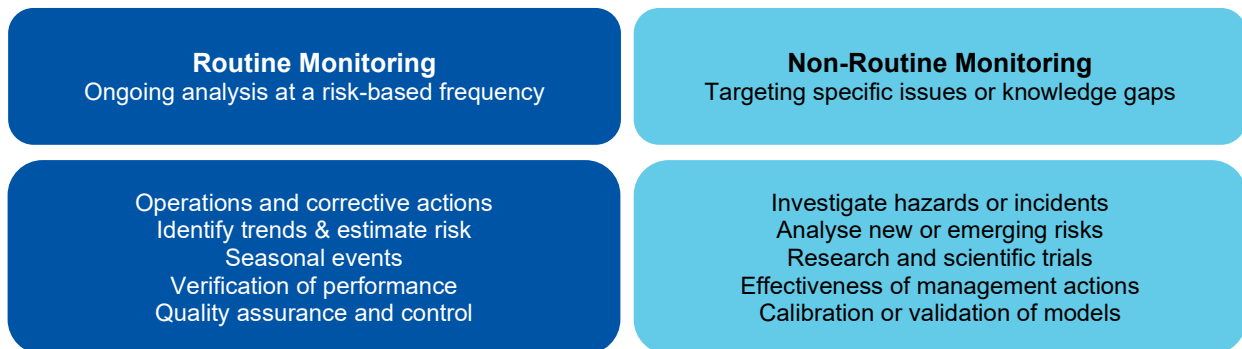 Routine Monitoring
Ongoing analysis at a risk-based frequency
Non-Routine Monitoring
Targeting specific issues or knowledge gaps
Operations and corrective actions
Identify trends & estimate risk
Seasonal events
Verification of performance
Quality assurance and control
Investigate hazards or incidents
Analyse new or emerging risks
Research and scientific trials
Effectiveness of management actions
Calibration or validation of models